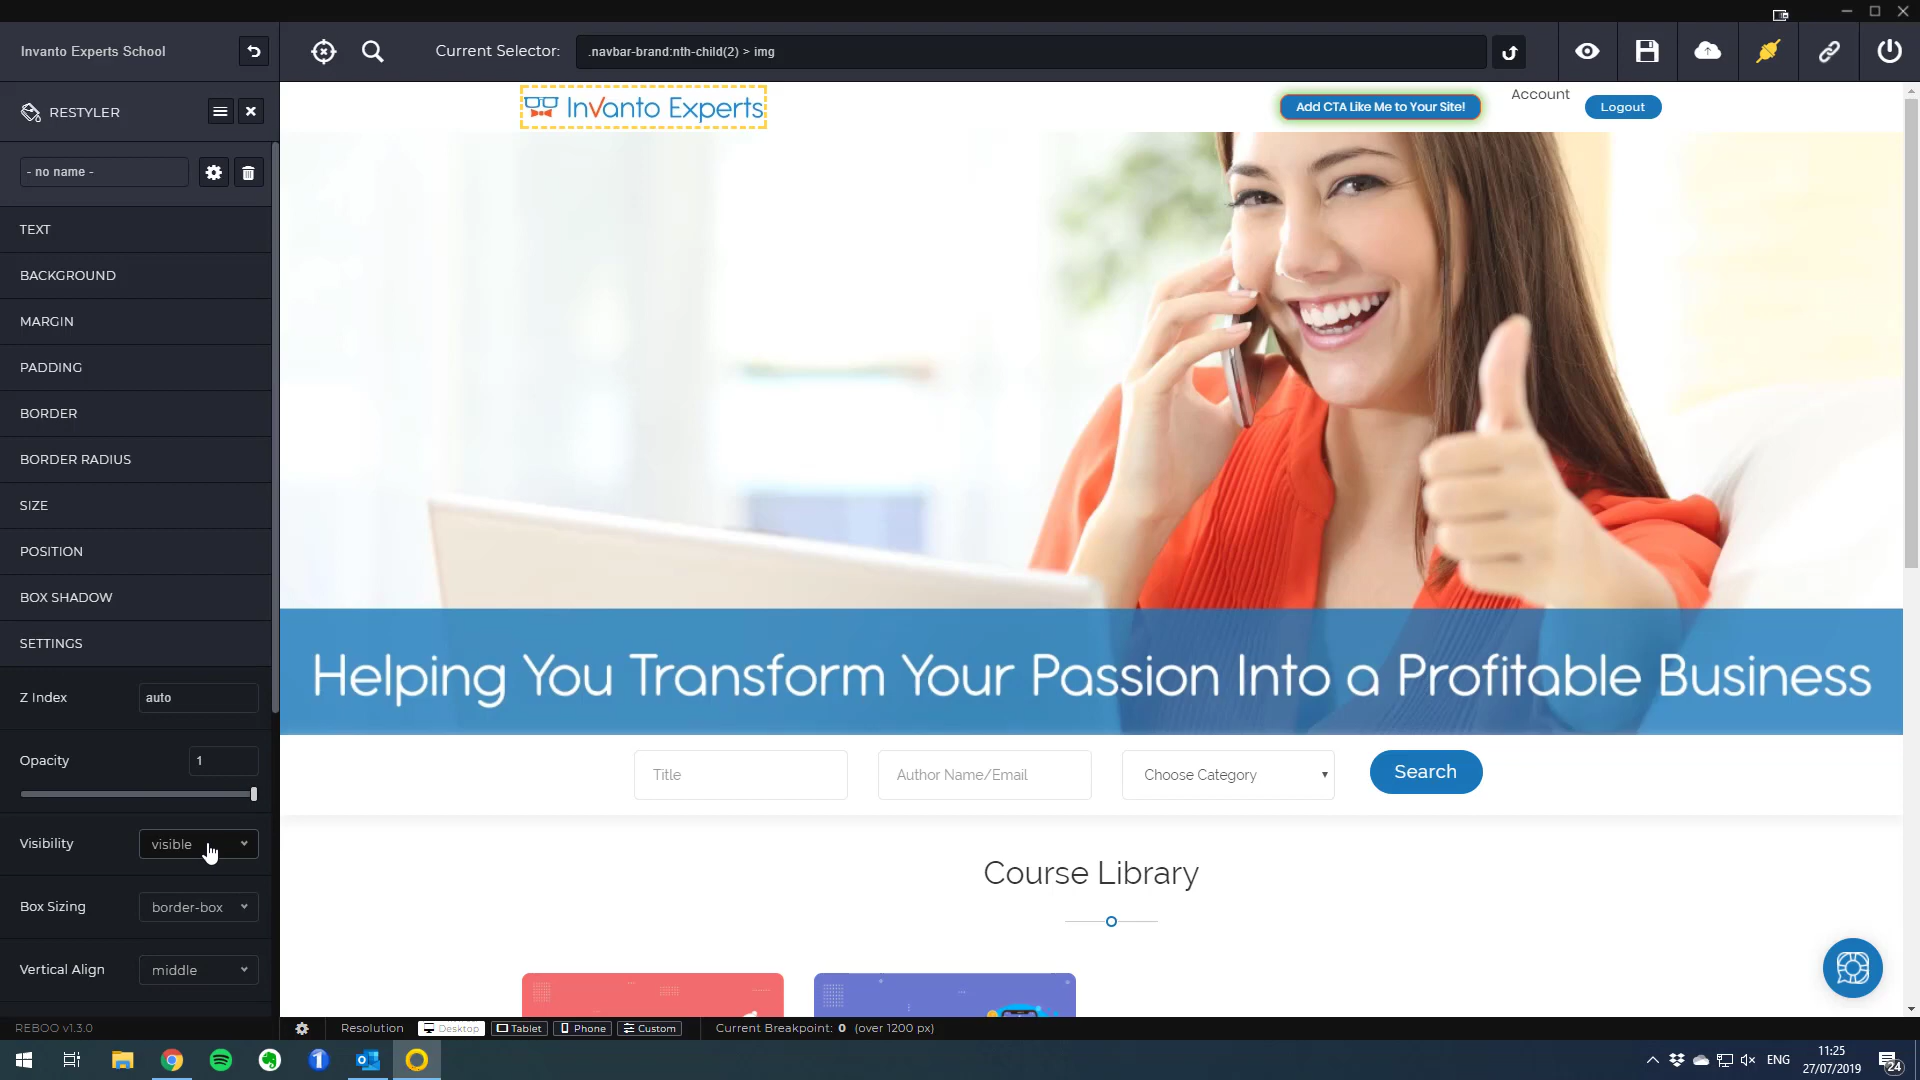 Invanto Experts School
Current Selector:
.navbar-brand:nth-child(2) > img
RESTYLER
- no name -
TEXT
BACKGROUND
MARGIN
PADDING
BORDER
BORDER RADIUS
SIZE
POSITION
BOX SHADOW
SETTINGS
Z Index
auto
Opacity
1
Visibility
visible
Box Sizing
border-box
Vertical Align
middle
REBOO v1.3.0
InVanto Experts
Add CTA Like Me to Your Site!
Account
Logout
Helping You Transform Your Passion Into a Profitable Business
Title
Author Name/Email
Choose Category
Search
Course Library
Resolution
Desktop
Tablet
Phone
Custom
Current Breakpoint: 0 (over 1200 px)
ENG
11:25
27/07/2019
24